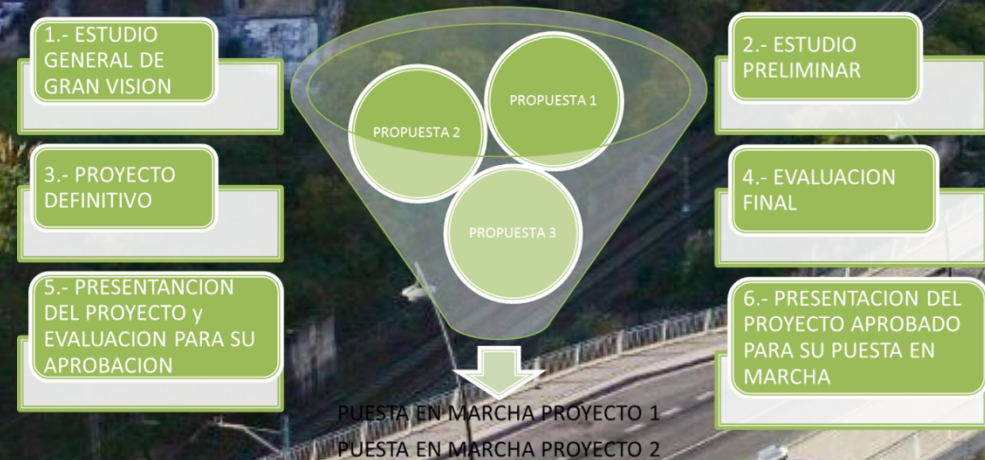 1.- ESTUDIO
GENERAL DE
GRAN VISION
2.- ESTUDIO
PRELIMINAR
PROPUESTA 1
PROPUESTA 2
3.- PROYECTO
DEFINITIVO
4.- EVALUACION
FINAL
PROPUESTA 3
5.- PRESENTANCION
DEL PROYECTO y
EVALUACION PARA SU
APROBACION
6.- PRESENTACION DEL
PROYECTO APROBADO
PARA SU PUESTA EN
MARCHA
PUESTA EN MARCHA PROYECTO 1
PUESTA EN MARCHA PROYECTO 2